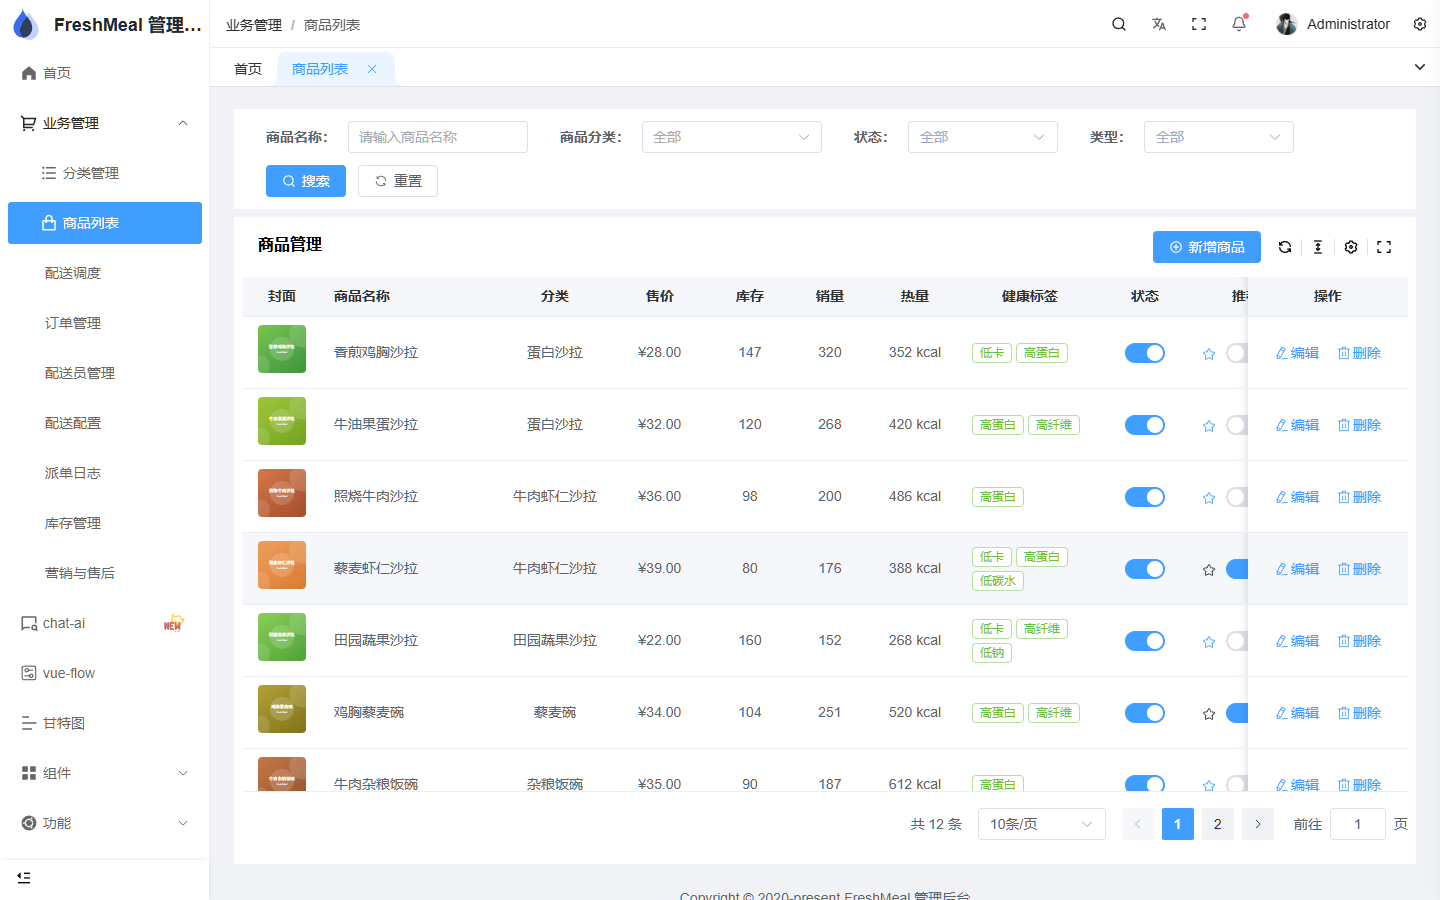 FreshMeal 管理...
业务管理 / 商品列表
Administrator
首页
商品列表
首页
业务管理
分类管理
商品列表
配送调度
订单管理
配送员管理
配送配置
派单日志
库存管理
营销与售后
chat-ai NEW
vue-flow
甘特图
组件
功能
商品名称: 请输入商品名称 商品分类: 全部 状态: 全部 类型: 全部
搜索 重置
商品管理 新增商品
封面 商品名称 分类 售价 库存 销量 热量 健康标签 状态 操作
香煎鸡胸沙拉 蛋白沙拉 ¥28.00 147 320 352 kcal 低卡 高蛋白 编辑 删除
牛油果蛋沙拉 蛋白沙拉 ¥32.00 120 268 420 kcal 高蛋白 高纤维 编辑 删除
照烧牛肉沙拉 牛肉虾仁沙拉 ¥36.00 98 200 486 kcal 高蛋白 编辑 删除
藜麦虾仁沙拉 牛肉虾仁沙拉 ¥39.00 80 176 388 kcal 低卡 高蛋白 低碳水 编辑 删除
田园蔬果沙拉 田园蔬果沙拉 ¥22.00 160 152 268 kcal 低卡 高纤维 低钠 编辑 删除
鸡胸藜麦碗 藜麦碗 ¥34.00 104 251 520 kcal 高蛋白 高纤维 编辑 删除
牛肉杂粮饭碗 杂粮饭碗 ¥35.00 90 187 612 kcal 高蛋白 编辑 删除
共 12 条 10条/页 1 2 前往 1 页
Copyright © 2020-present FreshMeal 管理后台